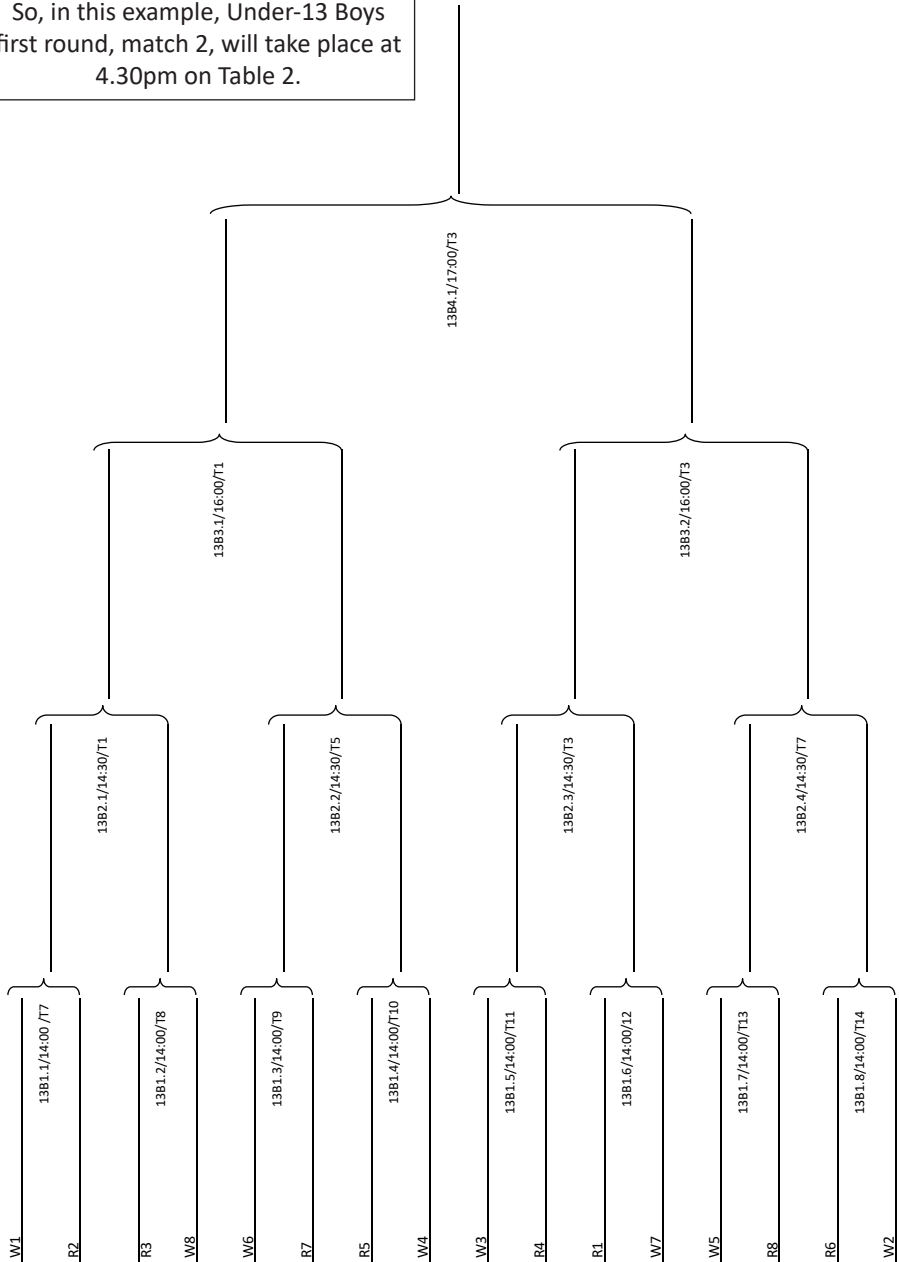 So, in this example, Under-13 Boys
first round, match 2, will take place at
4.30pm on Table 2.
13B4.1/17:00/T3
13B3.1/16:00/T1
13B3.2/16:00/T3
13B2.1/14:30/T1
13B2.2/14:30/T5
13B2.3/14:30/T3
13B2.4/14:30/T7
13B1.1/14:00 /T7
13B1.2/14:00/T8
13B1.3/14:00/T9
13B1.4/14:00/T10
13B1.5/14:00/T11
13B1.6/14:00/12
13B1.7/14:00/T13
13B1.8/14:00/T14
W1
R2
R3
W8
W6
R7
R5
W4
W3
R4
R1
W7
W5
R8
R6
W2